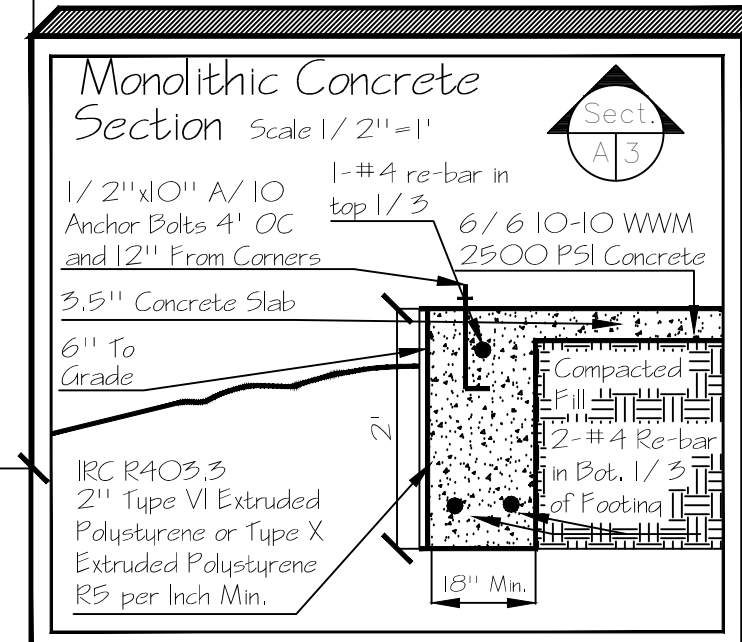 Monolithic Concrete
Section Scale 1/2"=1'
Sect.
A 3
1/2"x10" A/10
Anchor Bolts 4' OC
and 12" From Corners
1-#4 re-bar in
top 1/3
6/6 10-10 WWM
2500 PSI Concrete
3.5" Concrete Slab
6" To
Grade
Compacted
Fill
2-#4 Re-bar
in Bot. 1/3
of Footing
2'
IRC R403.3
2" Type VI Extruded
Polystyrene or Type X
Extruded Polystyrene
R5 per Inch Min.
18" Min.